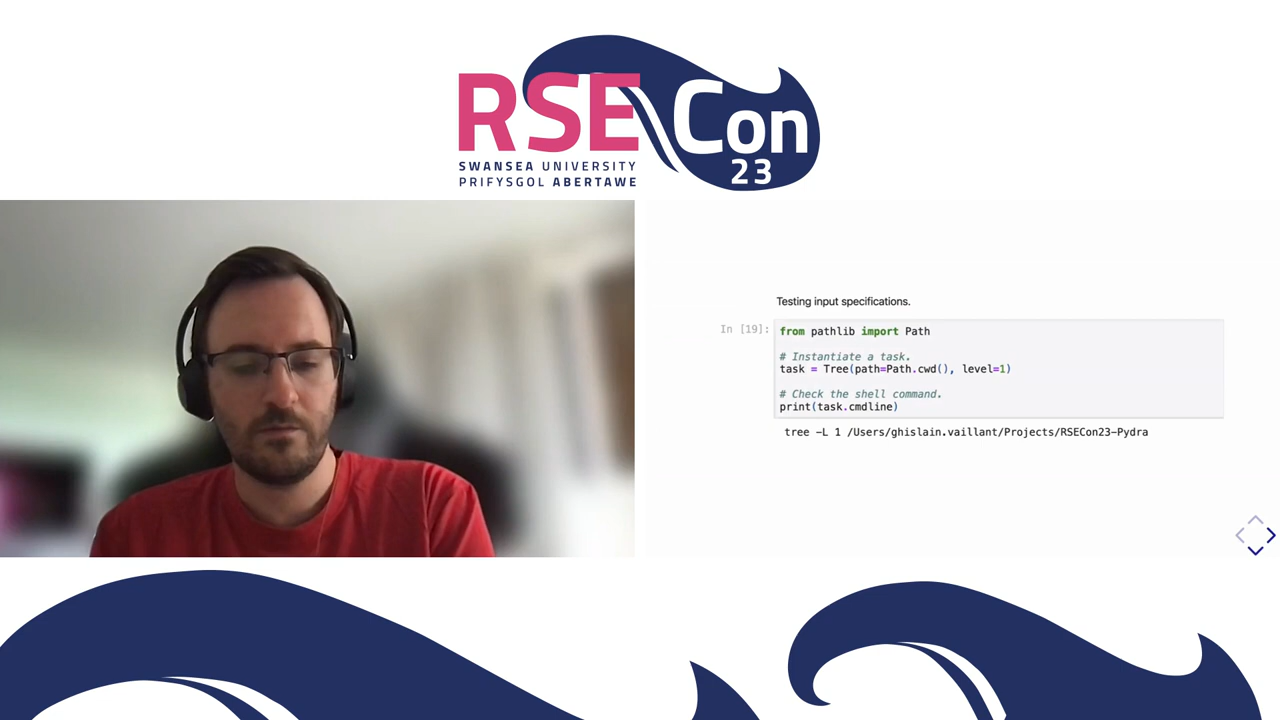 RSE Con
SWANSEA UNIVERSITY
PRIFYSGOL ABERTAWE
23
Testing input specifications.
In [19]:
from pathlib import Path
# Instantiate a task.
task = Tree(path=Path.cwd(), level=1)
# Check the shell command.
print(task.cmdline)
tree -L 1 /Users/ghislain.vaillant/Projects/RSECon23-Pydra